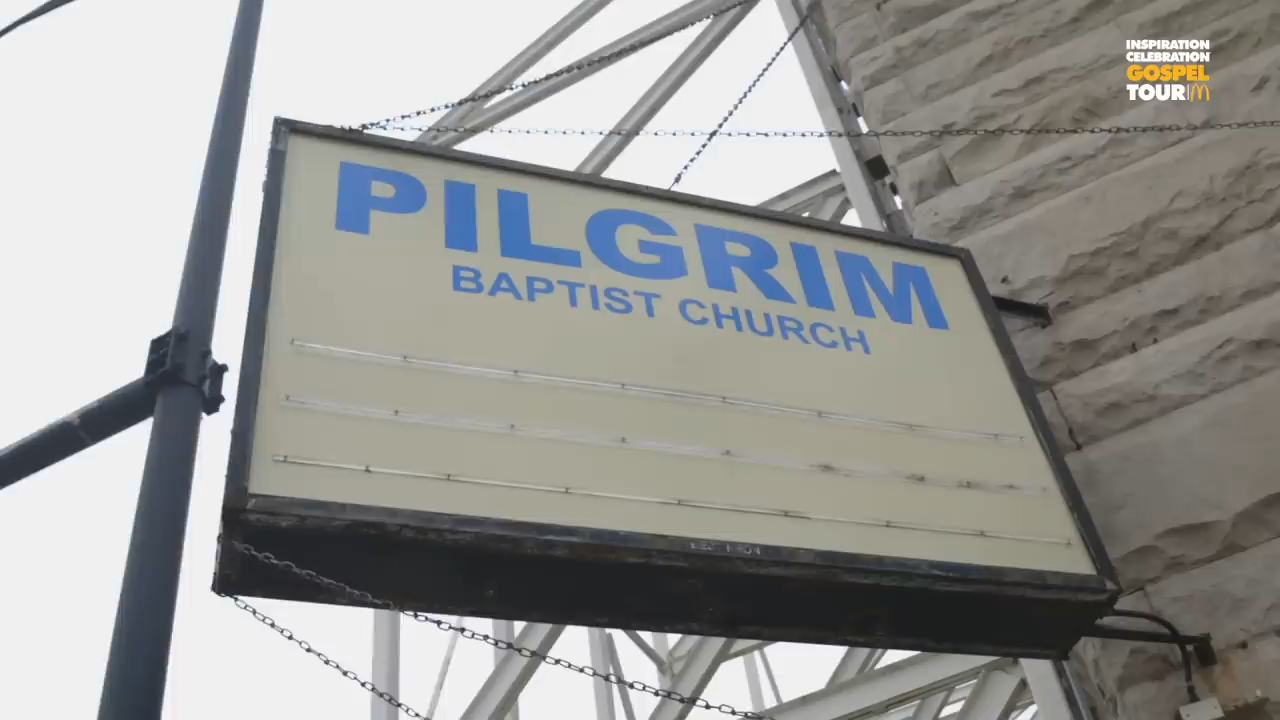 INSPIRATION
CELEBRATION
GOSPEL
TOUR
PILGRIM
BAPTIST CHURCH